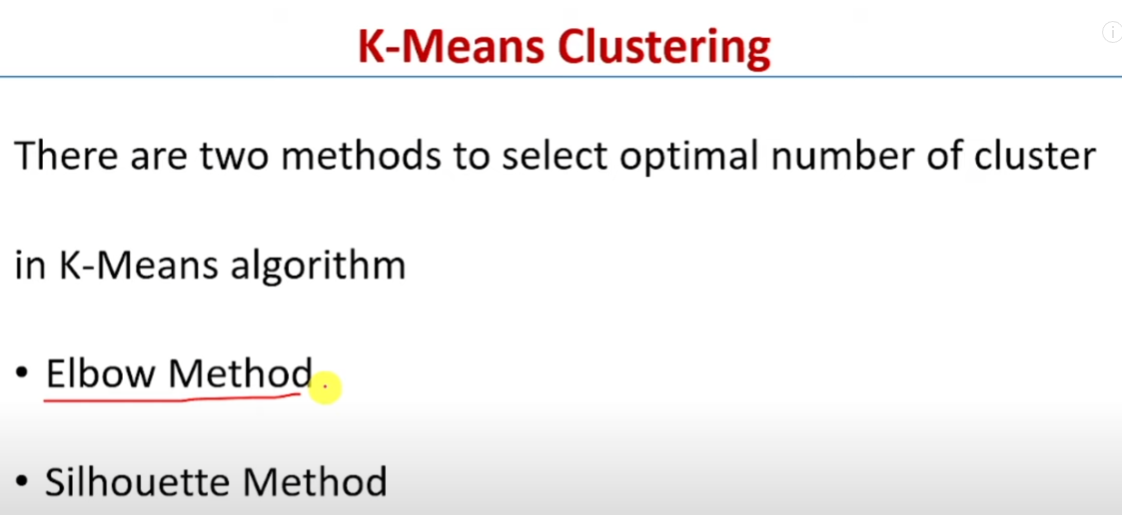 K-Means Clustering
There are two methods to select optimal number of cluster
in K-Means algorithm
• Elbow Method
• Silhouette Method